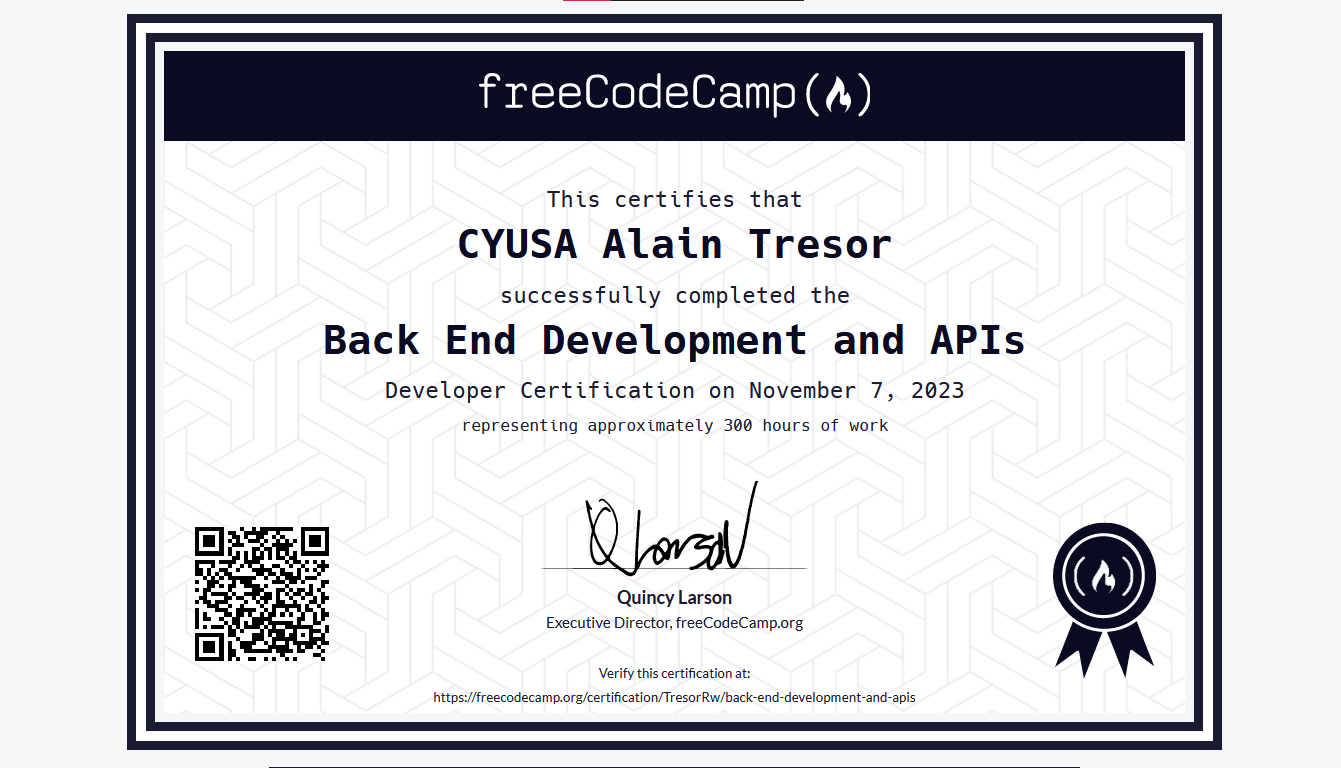 freeCodeCamp
This certifies that
CYUSA Alain Tresor
successfully completed the
Back End Development and APIs
Developer Certification on November 7, 2023
representing approximately 300 hours of work
Quincy Larson
Executive Director, freeCodeCamp.org
Verify this certification at:
https://freecodecamp.org/certification/TresorRw/back-end-development-and-apis